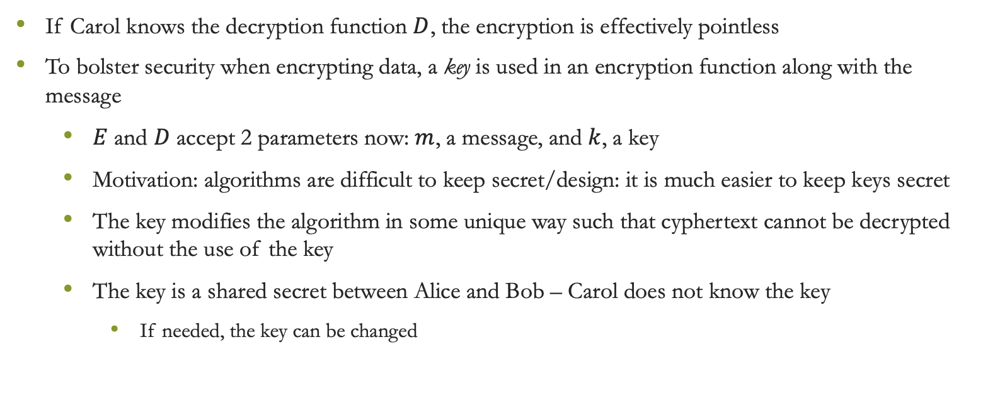 • If Carol knows the decryption function D, the encryption is effectively pointless
• To bolster security when encrypting data, a key is used in an encryption function along with the
message
• E and D accept 2 parameters now: m, a message, and k, a key
• Motivation: algorithms are difficult to keep secret/design: it is much easier to keep keys secret
• The key modifies the algorithm in some unique way such that cyphertext cannot be decrypted
without the use of the key
• The key is a shared secret between Alice and Bob – Carol does not know the key
• If needed, the key can be changed